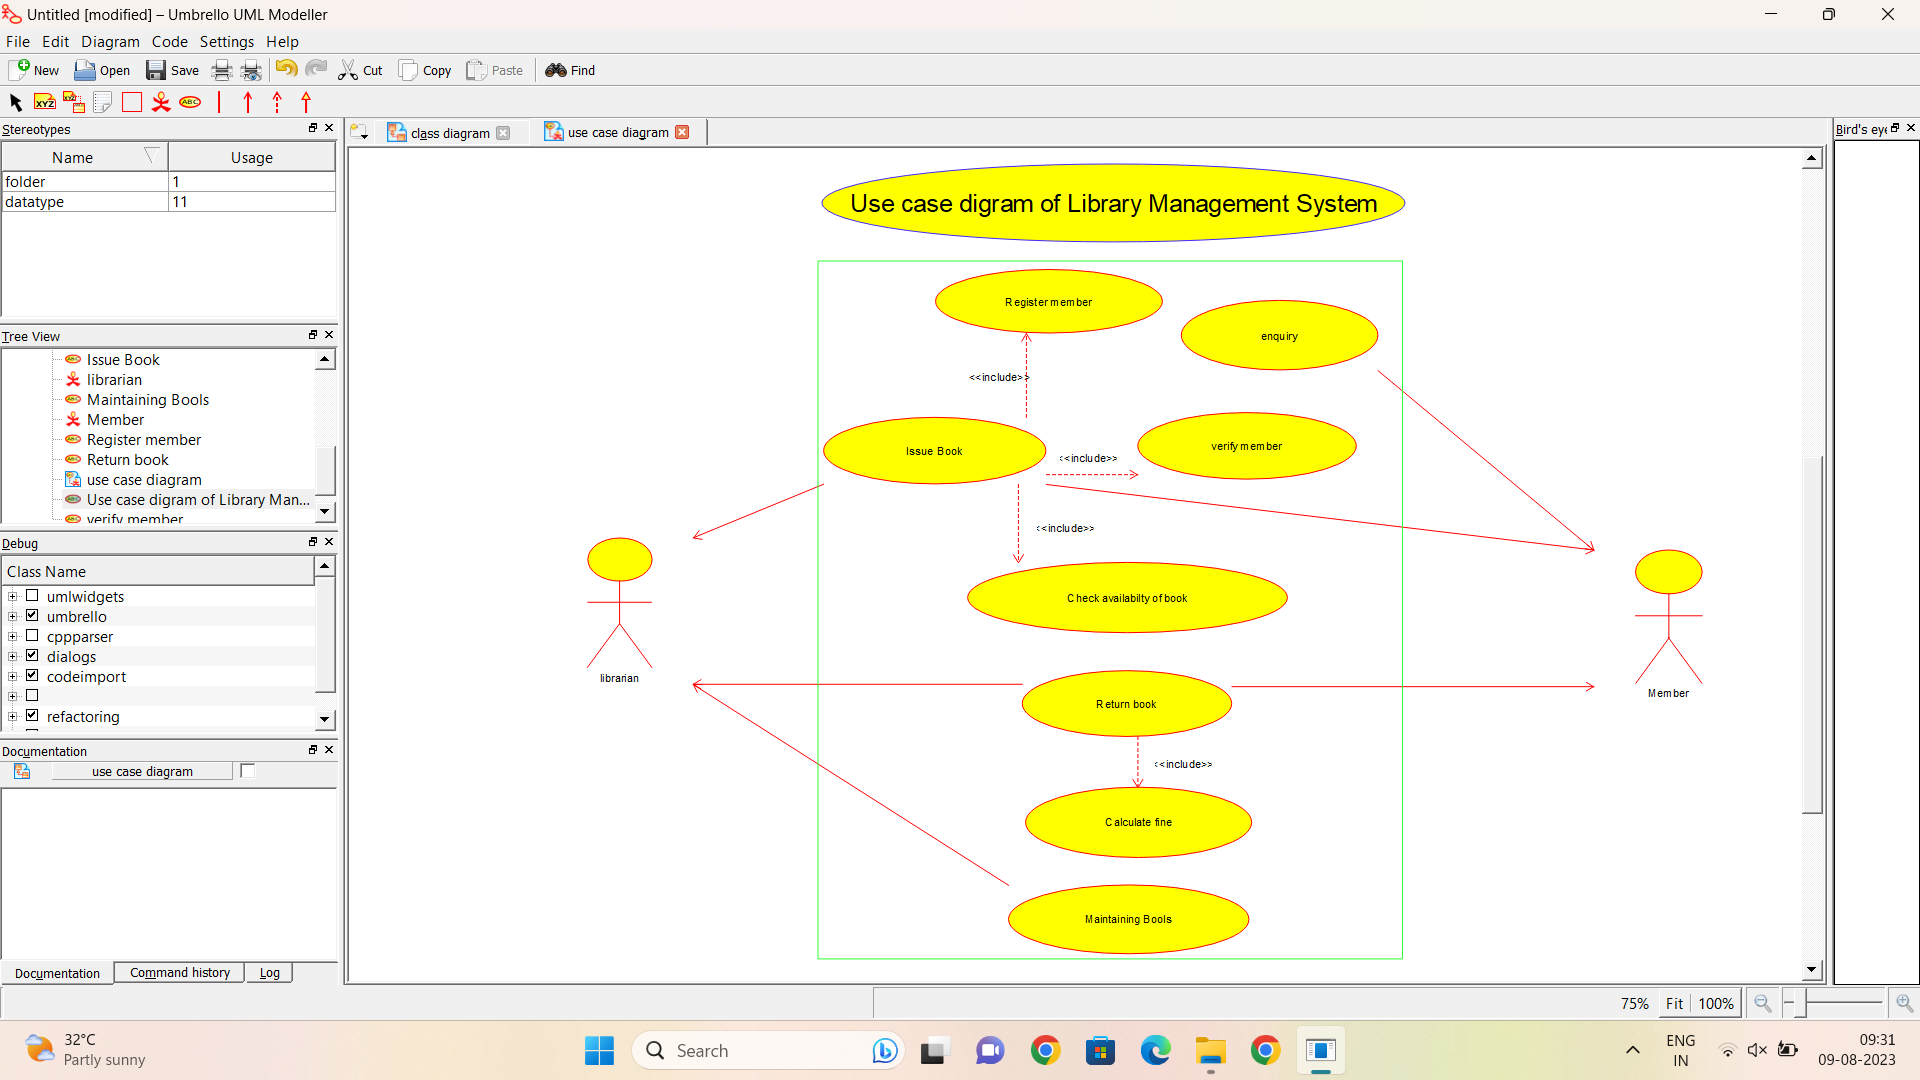 Untitled [modified] – Umbrello UML Modeller
File Edit Diagram Code Settings Help
New Open Save Cut Copy Paste Find
XYZ XYZ ABC
Stereotypes
Name Usage
folder 1
datatype 11
Tree View
Issue Book
librarian
Maintaining Bools
Member
Register member
Return book
use case diagram
Use case digram of Library Man...
verify member
Debug
Class Name
umlwidgets
umbrello
cppparser
dialogs
codeimport
refactoring
Documentation
use case diagram
Documentation Command history Log
class diagram use case diagram
Use case digram of Library Management System
Register member
enquiry
<<include>>
Issue Book
<<include>>
verify member
<<include>>
Check availabilty of book
librarian
Member
Return book
<<include>>
Calculate fine
Maintaining Bools
Bird's eye
75% Fit 100%
32°C
Partly sunny
Search
ENG
IN
09:31
09-08-2023